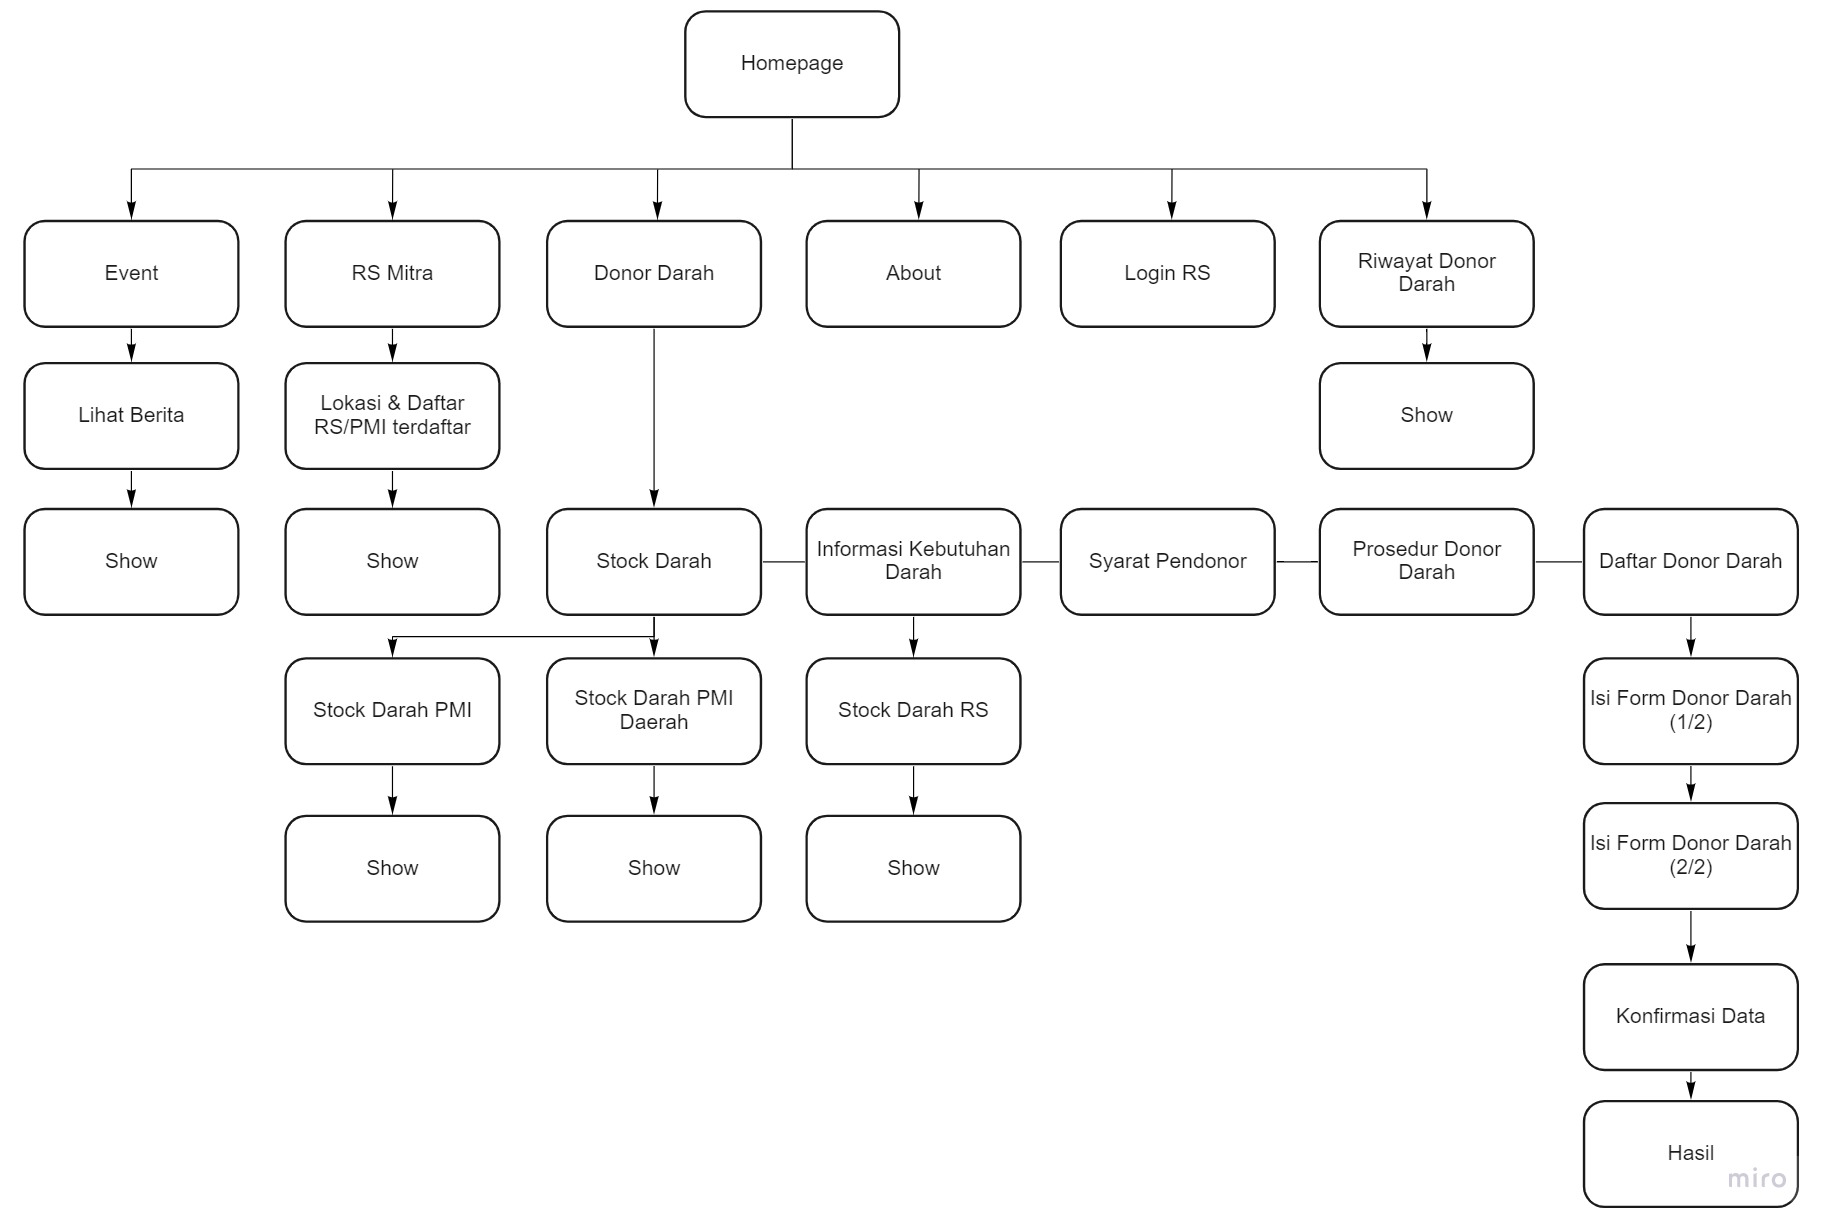 Homepage
Event
RS Mitra
Donor Darah
About
Login RS
Riwayat Donor
Darah
Lihat Berita
Lokasi & Daftar
RS/PMI terdaftar
Show
Show
Show
Stock Darah
Informasi Kebutuhan
Darah
Syarat Pendonor
Prosedur Donor
Darah
Daftar Donor Darah
Stock Darah PMI
Stock Darah PMI
Daerah
Stock Darah RS
Isi Form Donor Darah
(1/2)
Show
Show
Show
Isi Form Donor Darah
(2/2)
Konfirmasi Data
Hasil
miro